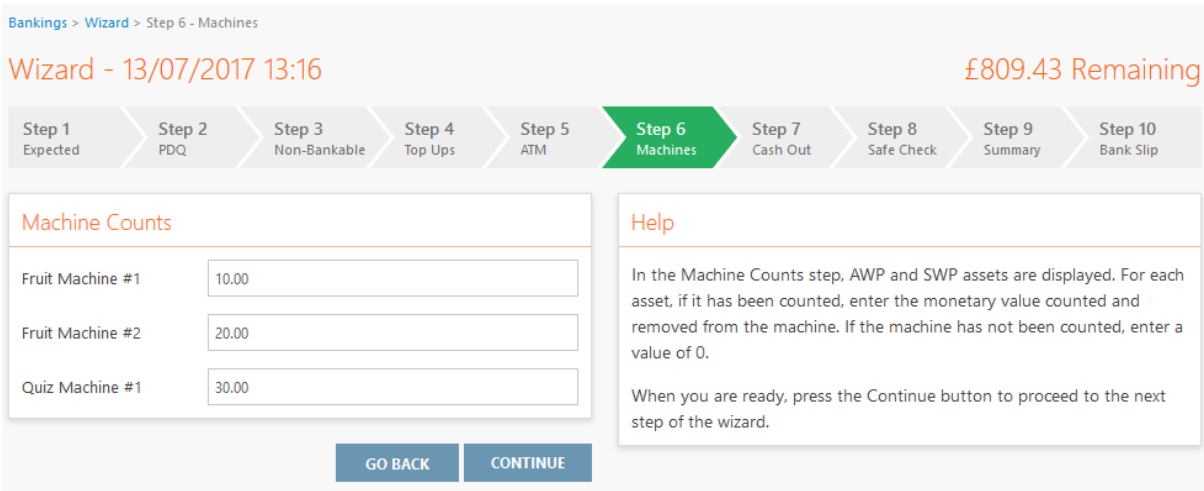 Bankings > Wizard > Step 6 - Machines
Wizard - 13/07/2017 13:16
£809.43 Remaining
Step 1
Expected
Step 2
PDQ
Step 3
Non-Bankable
Step 4
Top Ups
Step 5
ATM
Step 6
Machines
Step 7
Cash Out
Step 8
Safe Check
Step 9
Summary
Step 10
Bank Slip
Machine Counts
Fruit Machine #1 10.00
Fruit Machine #2 20.00
Quiz Machine #1 30.00
GO BACK
CONTINUE
Help
In the Machine Counts step, AWP and SWP assets are displayed. For each
asset, if it has been counted, enter the monetary value counted and
removed from the machine. If the machine has not been counted, enter a
value of 0.
When you are ready, press the Continue button to proceed to the next
step of the wizard.